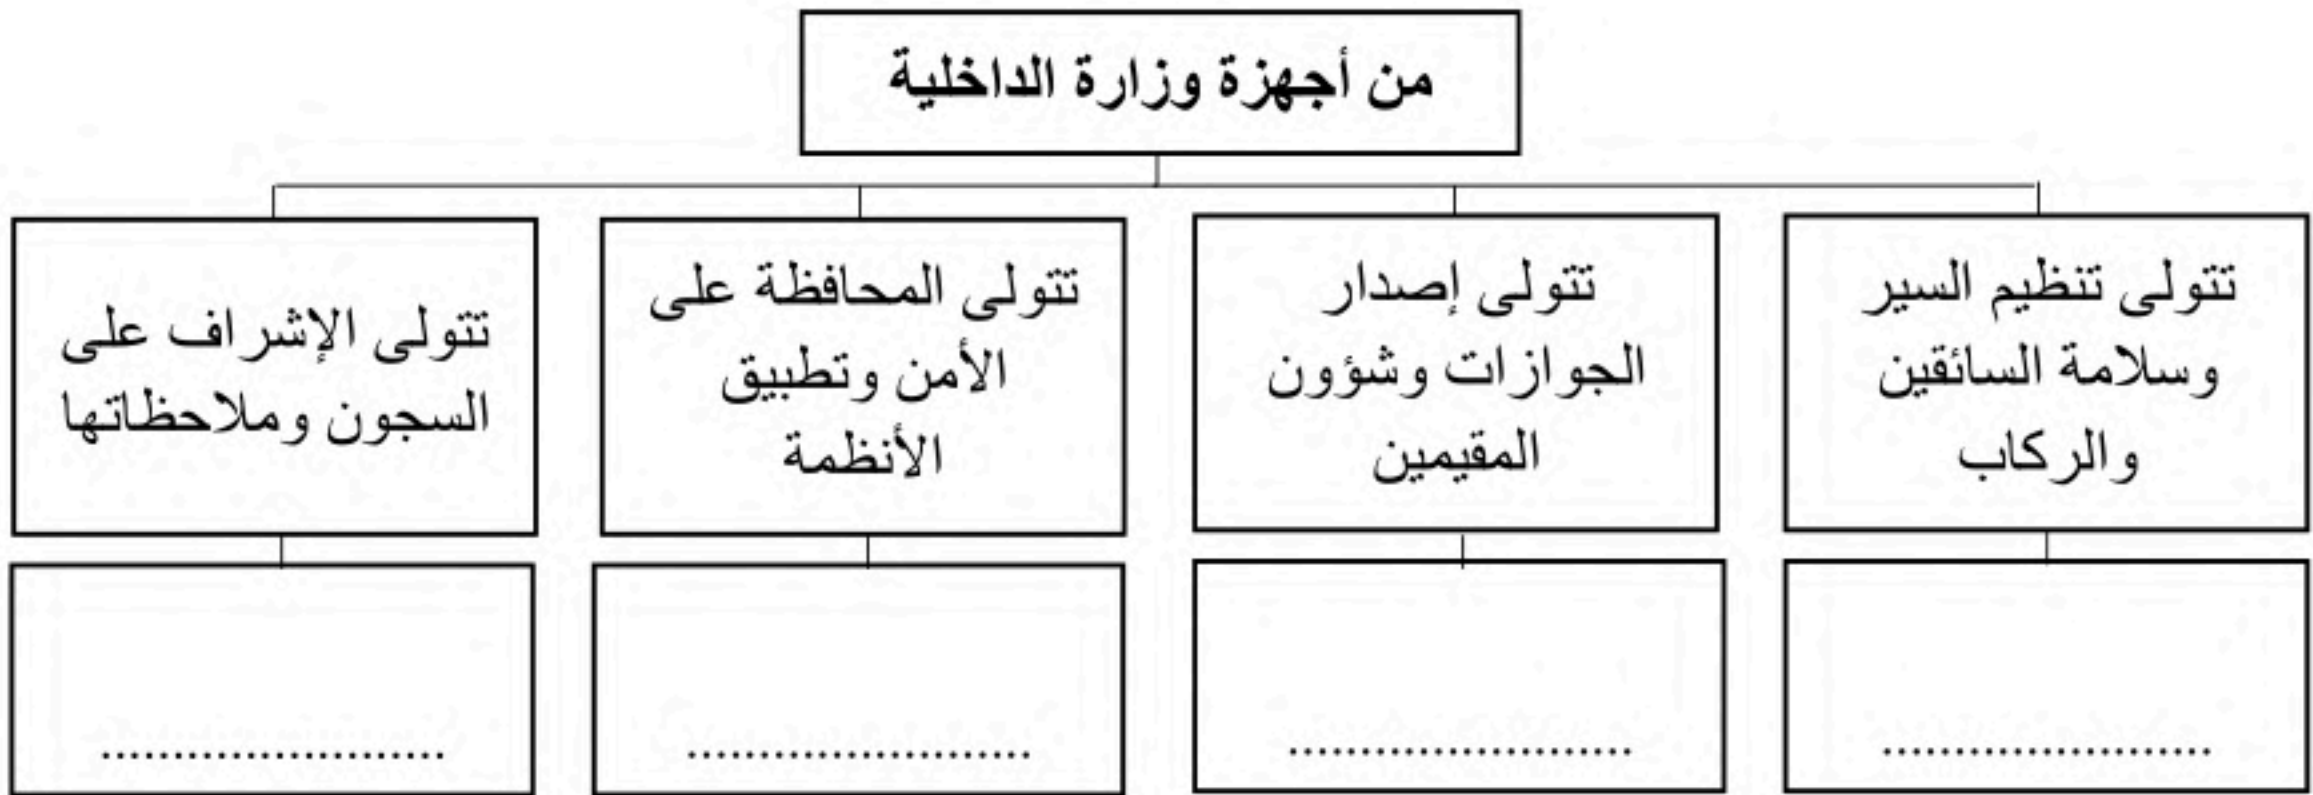 من أجهزة وزارة الداخلية
تتولى تنظيم السير
وسلامة السائقين
والركاب
تتولى إصدار
الجوازات وشؤون
المقيمين
تتولى المحافظة على
الأمن وتطبيق
الأنظمة
تتولى الإشراف على
السجون وملاحظاتها